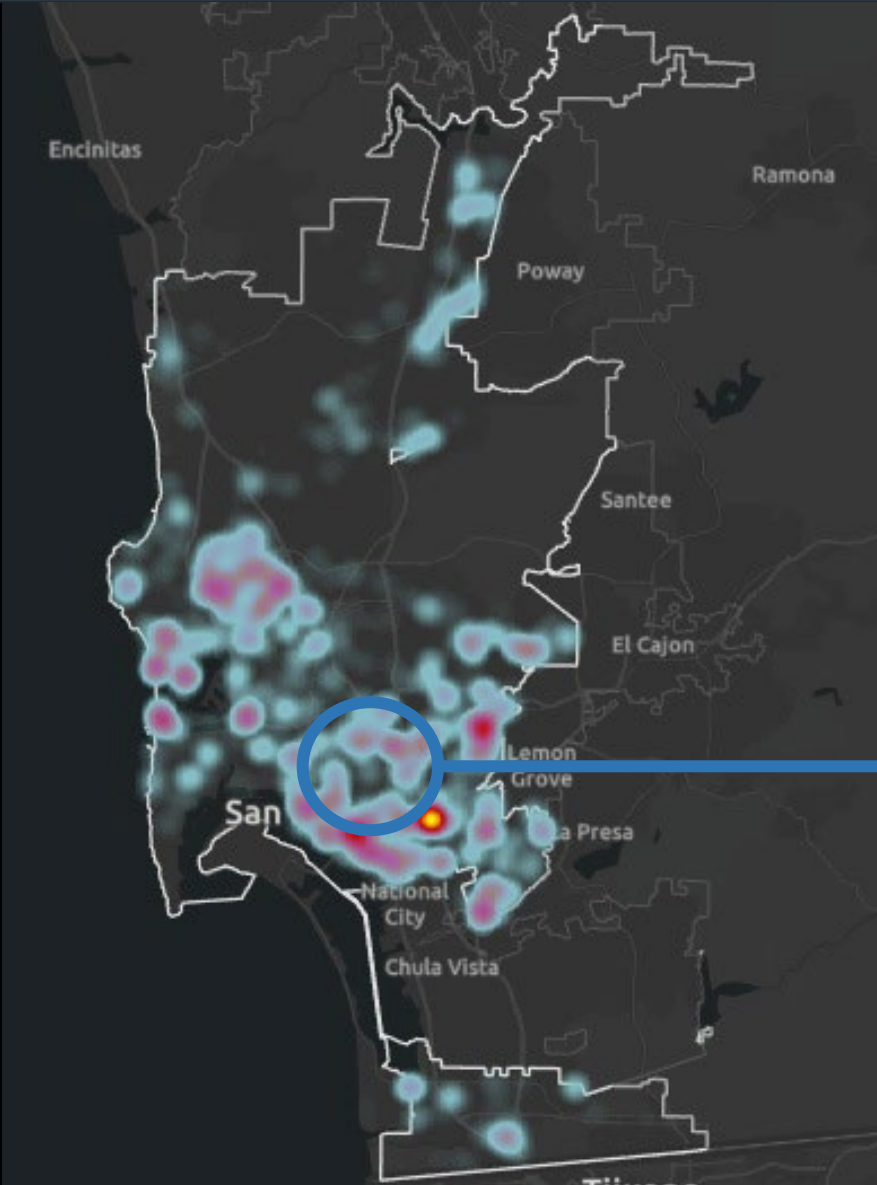 Encinitas
Ramona
Poway
Santee
El Cajon
Lemon
Grove
San
a Presa
National
City
Chula Vista